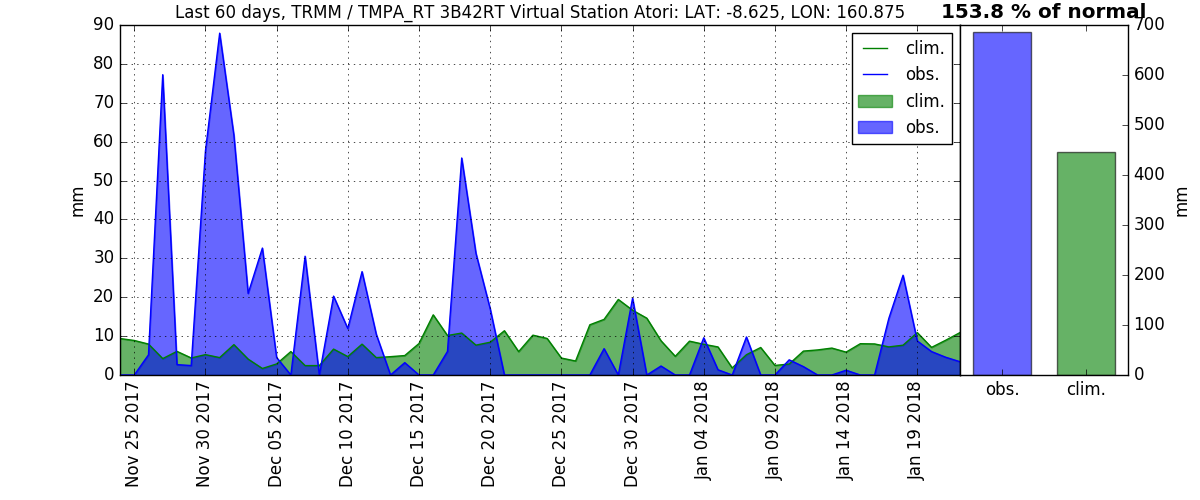 Last 60 days, TRMM / TMPA_RT 3B42RT Virtual Station Atori: LAT: -8.625, LON: 160.875
153.8 % of normal
90
80
70
60
50
40
30
20
10
0
mm
clim.
obs.
clim.
obs.
Nov 25 2017
Nov 30 2017
Dec 05 2017
Dec 10 2017
Dec 15 2017
Dec 20 2017
Dec 25 2017
Dec 30 2017
Jan 04 2018
Jan 09 2018
Jan 14 2018
Jan 19 2018
700
600
500
400
300
200
100
0
mm
obs.
clim.